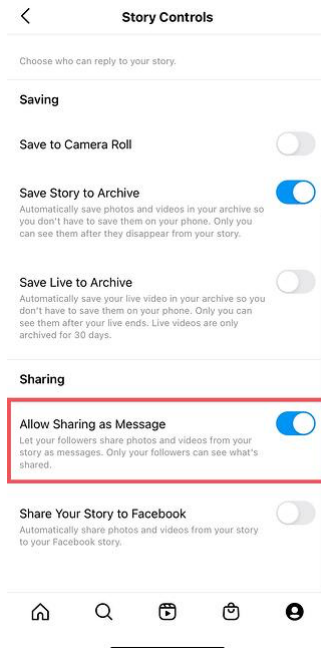 Story Controls
Choose who can reply to your story.
Saving
Save to Camera Roll
Save Story to Archive
Automatically save photos and videos in your archive so
you don't have to save them on your phone. Only you
can see them after they disappear from your story.
Save Live to Archive
Automatically save your live video in your archive so you
don't have to save them on your phone. Only you can
see them after your live ends. Live videos are only
archived for 30 days.
Sharing
Allow Sharing as Message
Let your followers share photos and videos from your
story as messages. Only your followers can see what's
shared.
Share Your Story to Facebook
Automatically share photos and videos from your story
to your Facebook story.